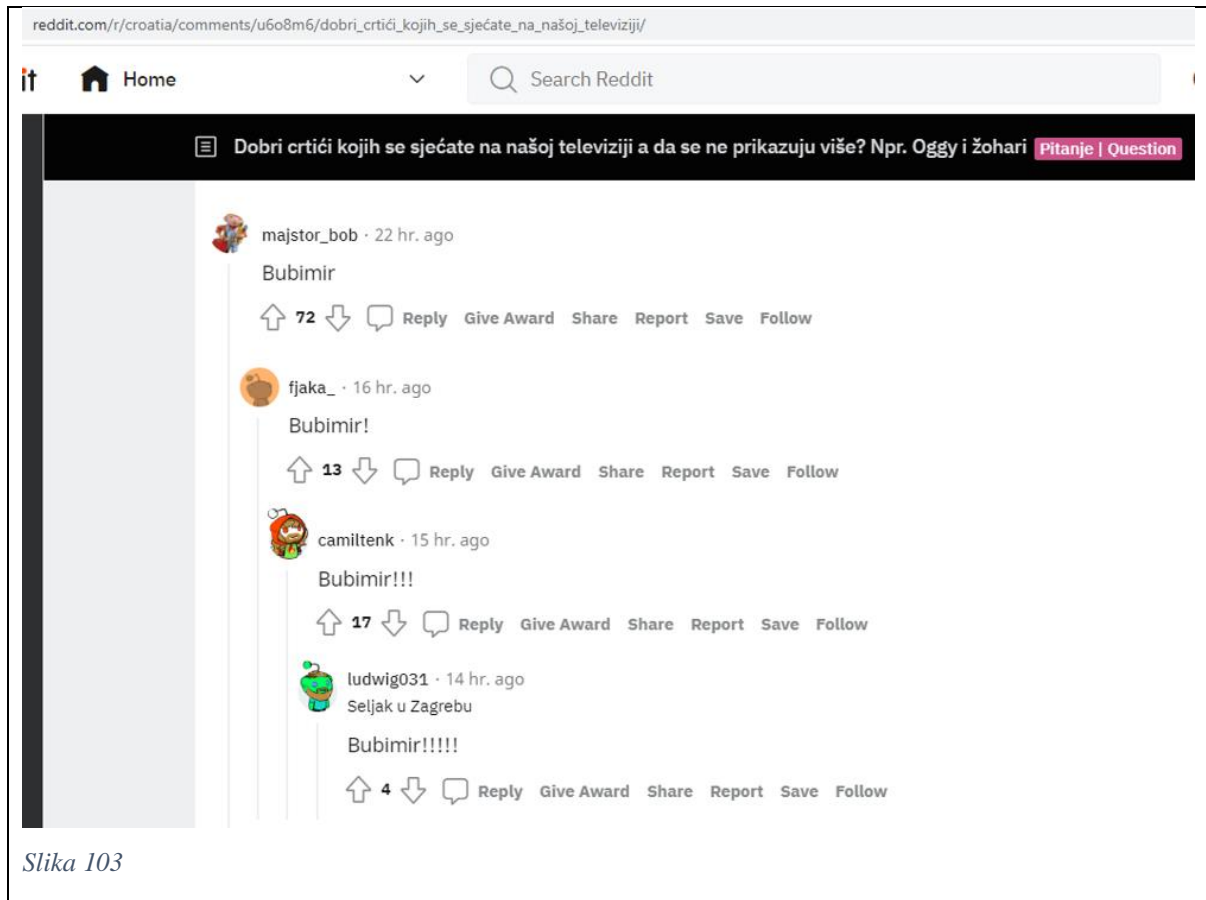 reddit.com/r/croatia/comments/u6o8m6/dobri_crtići_kojih_se_sjećate_na_našoj_televiziji/
it Home Search Reddit
Dobri crtići kojih se sjećate na našoj televiziji a da se ne prikazuju više? Npr. Oggy i žohari Pitanje | Question
majstor_bob · 22 hr. ago
Bubimir
72 Reply Give Award Share Report Save Follow
fjaka_ · 16 hr. ago
Bubimir!
13 Reply Give Award Share Report Save Follow
camiltenk · 15 hr. ago
Bubimir!!!
17 Reply Give Award Share Report Save Follow
ludwig031 · 14 hr. ago
Seljak u Zagrebu
Bubimir!!!!!
4 Reply Give Award Share Report Save Follow
Slika 103